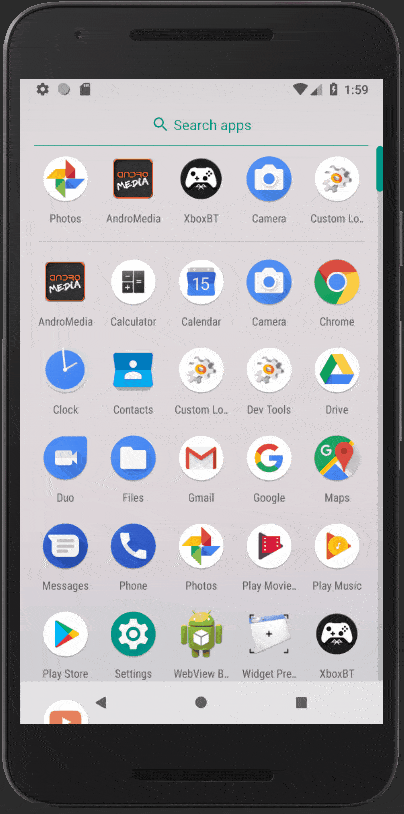 1:59
Search apps
Photos AndroMedia XboxBT Camera Custom Lo..
AndroMedia Calculator Calendar Camera Chrome
Clock Contacts Custom Lo.. Dev Tools Drive
Duo Files Gmail Google Maps
Messages Phone Photos Play Movie.. Play Music
Play Store Settings WebView B.. Widget Pre.. XboxBT